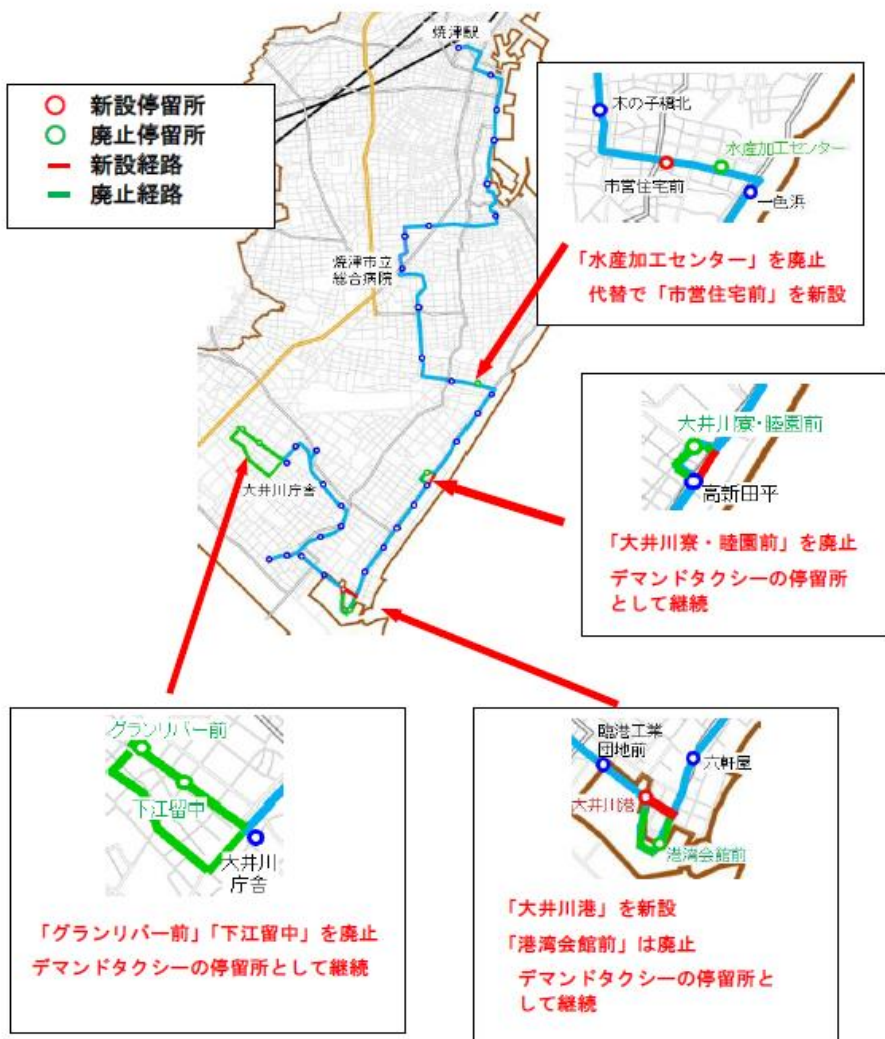 焼津駅
新設停留所
廃止停留所
新設経路
廃止経路
焼津市立
総合病院
大井川庁舎
木の子橋北
水産加工センター
市営住宅前
一色浜
「水産加工センター」を廃止
代替で「市営住宅前」を新設
大井川寮・睦園前
高新田平
「大井川寮・睦園前」を廃止
デマンドタクシーの停留所
として継続
グランリバー前
下江留中
大井川
庁舎
「グランリバー前」「下江留中」を廃止
デマンドタクシーの停留所として継続
臨港工業
団地前
六軒屋
大井川港
港湾会館前
「大井川港」を新設
「港湾会館前」は廃止
デマンドタクシーの停留所と
して継続